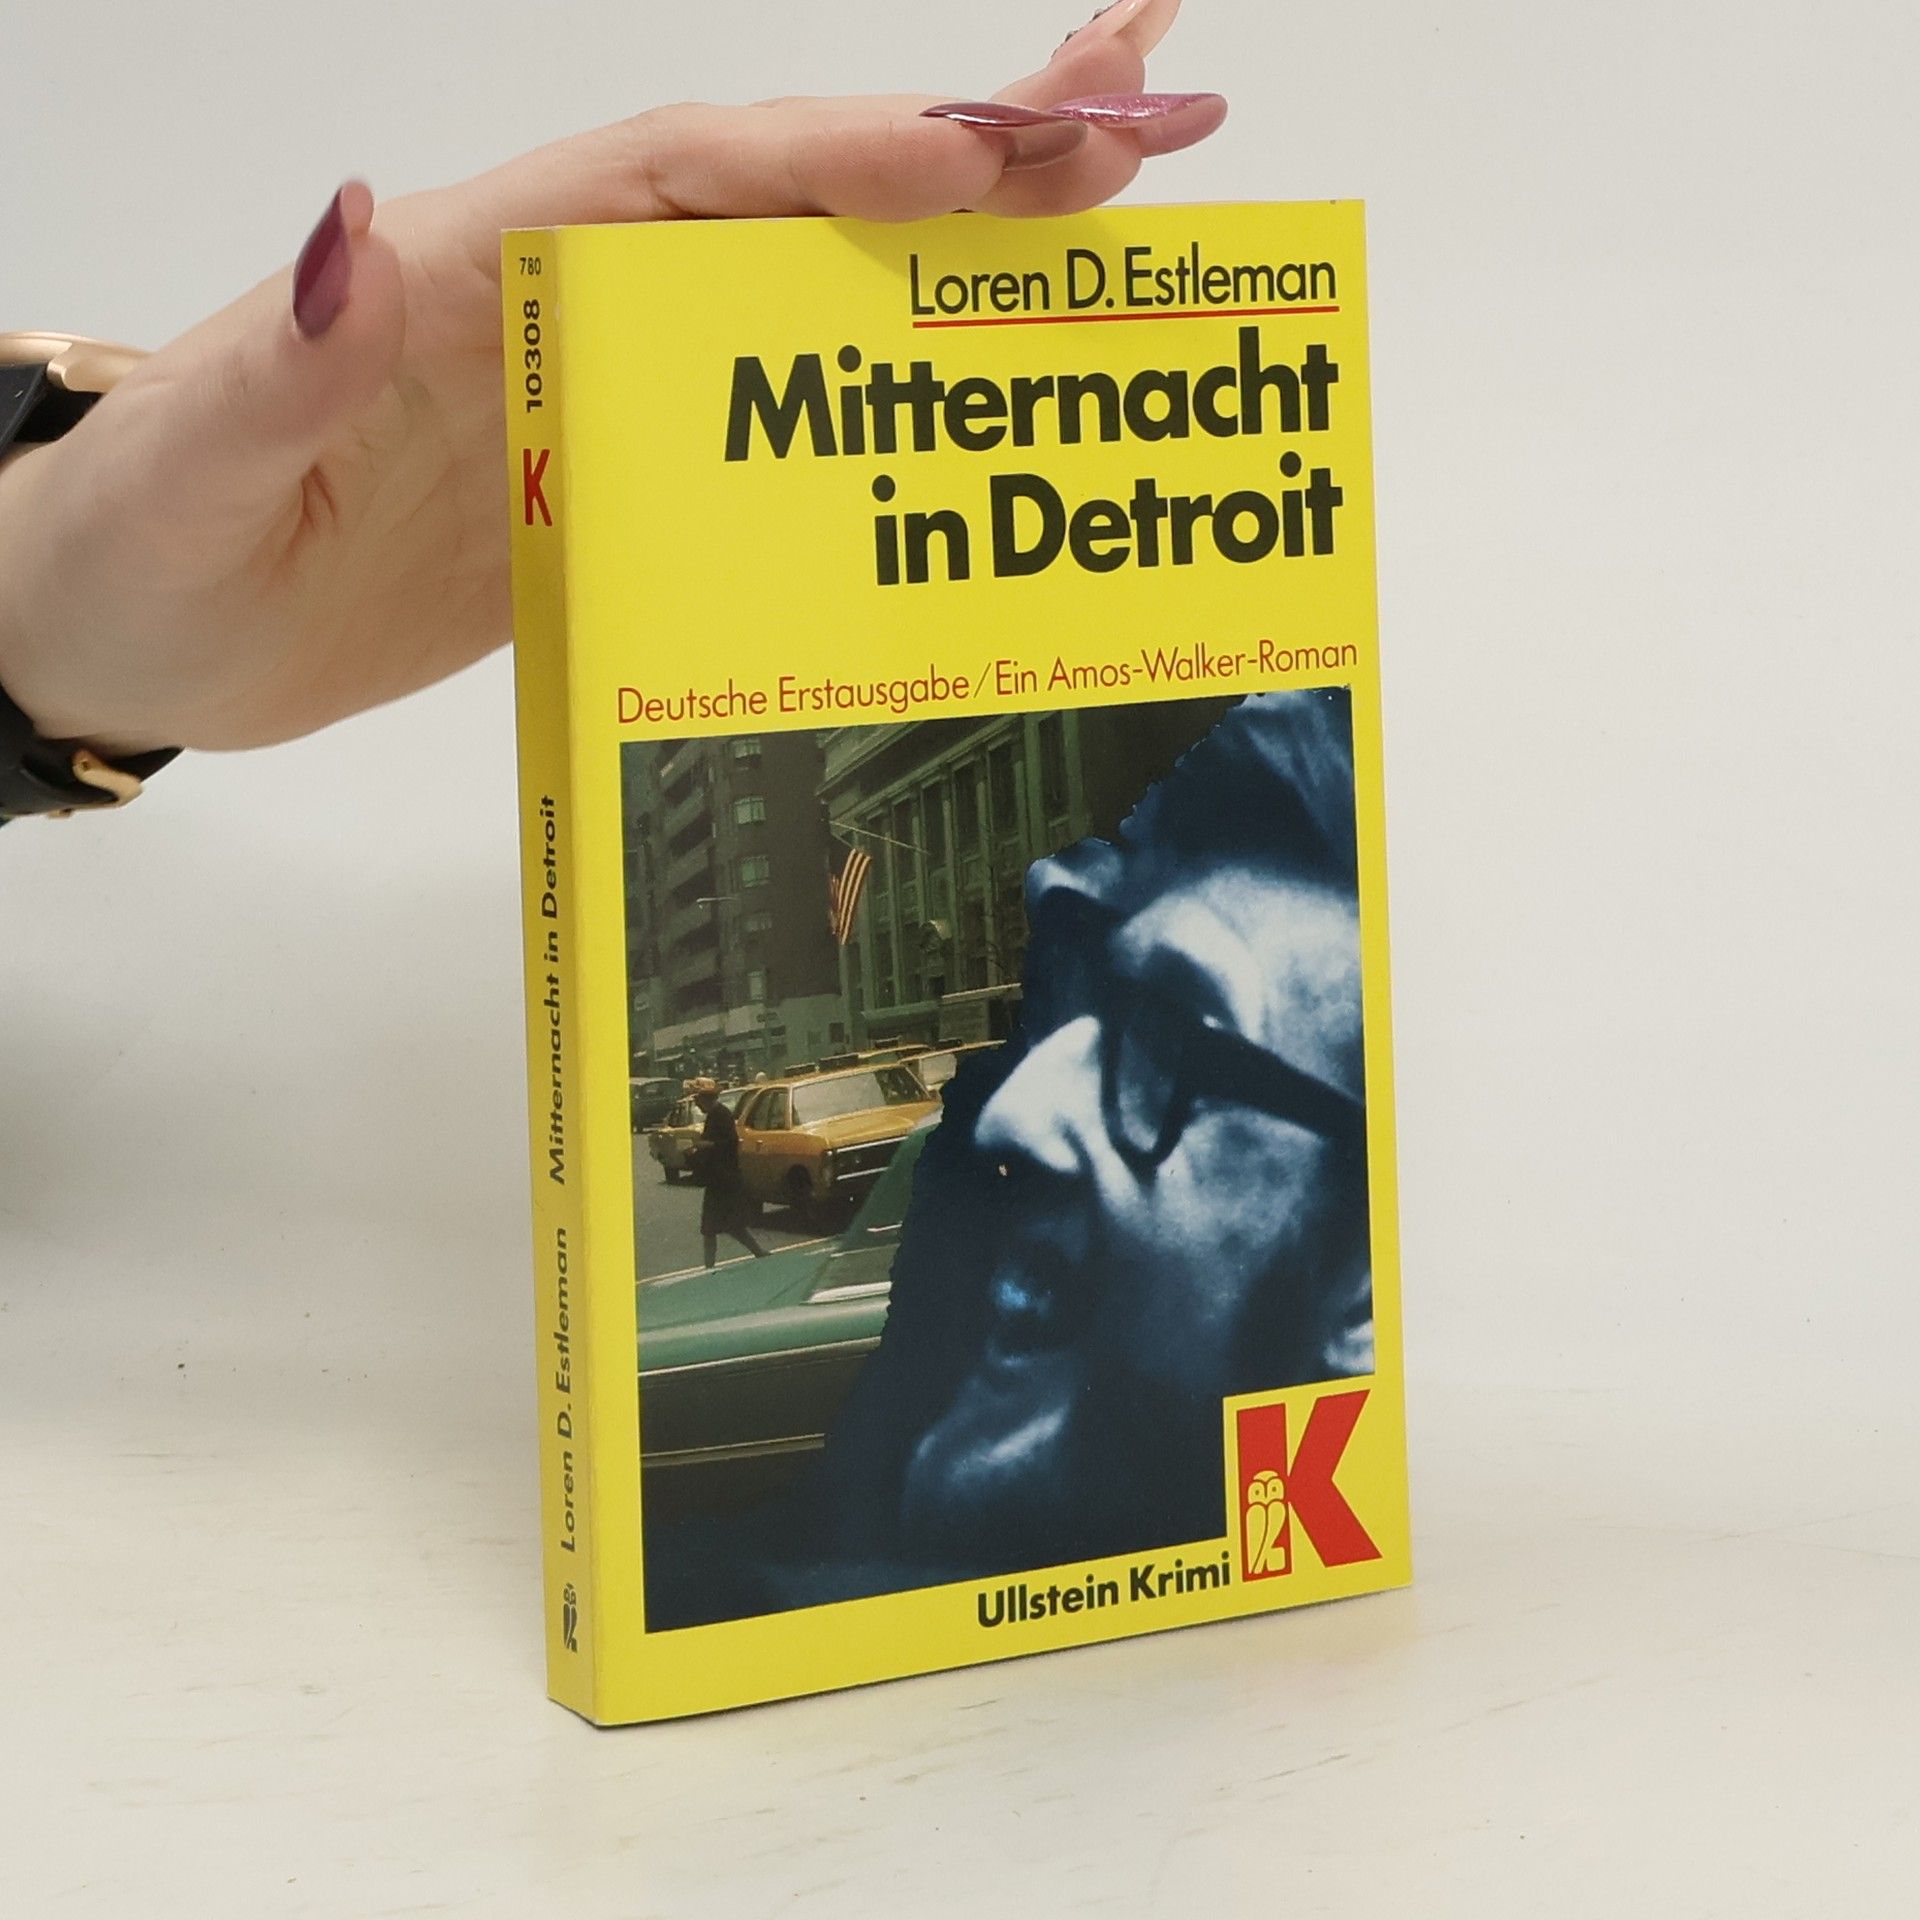 Loren D. Estleman
Mitternacht
in Detroit
Deutsche Erstausgabe/Ein Amos-Walker-Roman
K
Ullstein Krimi
780
10308
K
Loren D. Estleman Mitternacht in Detroit